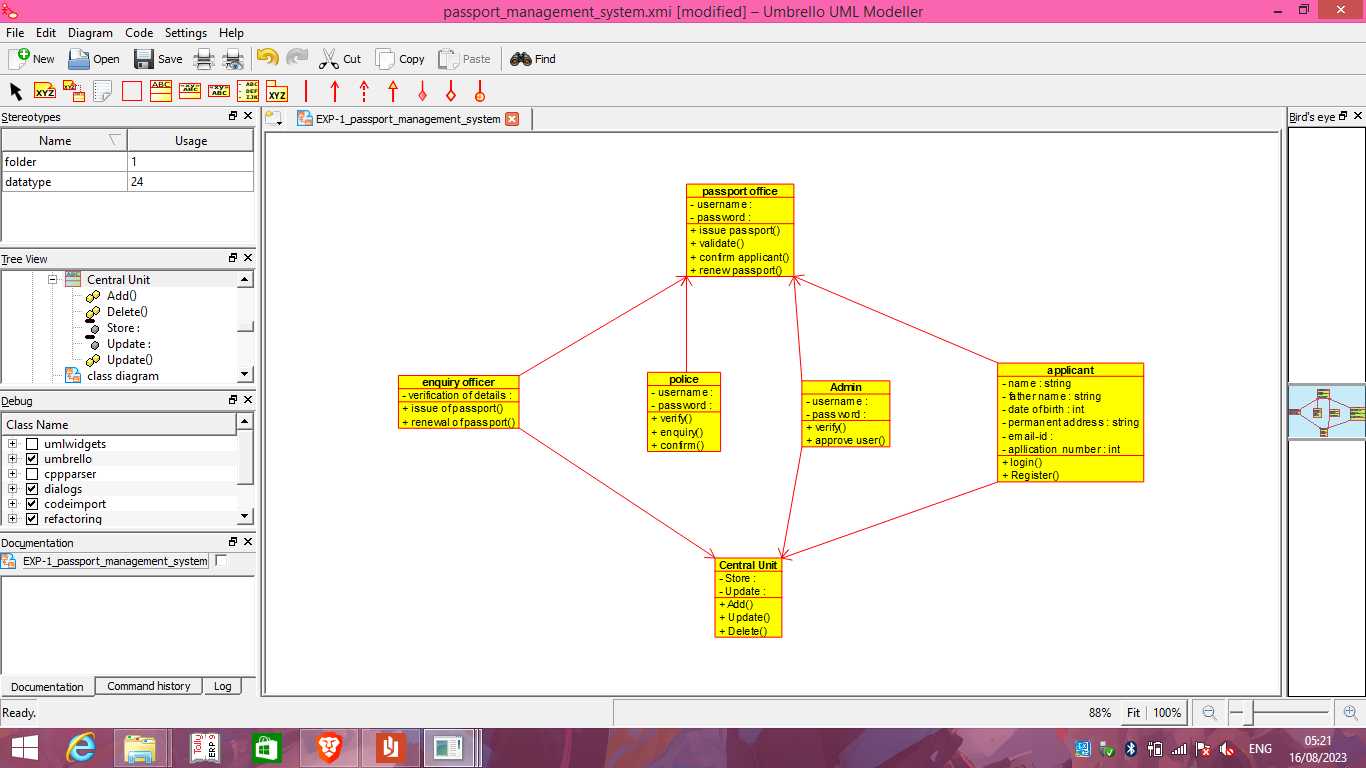 passport_management_system.xmi [modified] – Umbrello UML Modeller
File Edit Diagram Code Settings Help
New Open Save Cut Copy Paste Find
XYZ XYZ ABC -xyz ABC +xyz ABC ABC DEF IJK XYZ
Stereotypes
Name Usage
folder 1
datatype 24
Tree View
Central Unit
Add()
Delete()
Store :
Update :
Update()
class diagram
Debug
Class Name
umlwidgets
umbrello
cppparser
dialogs
codeimport
refactoring
Documentation
EXP-1_passport_management_system
Documentation Command history Log
EXP-1_passport_management_system
passport office
- username :
- password :
+ issue passport()
+ validate()
+ confirm applicant()
+ renew passport()
enquiry officer
- verification of details :
+ issue of passport()
+ renewal of passport()
police
- username :
- password :
+ verify()
+ enquiry()
+ confirm()
Admin
- username :
- password :
+ verify()
+ approve user()
applicant
- name : string
- father name : string
- date of birth : int
- permanent address : string
- email-id :
- apllication_number : int
+ login()
+ Register()
Central Unit
- Store :
- Update :
+ Add()
+ Update()
+ Delete()
Bird's eye
Ready.
88% Fit 100%
Tally ERP 9
ENG
05:21
16/08/2023